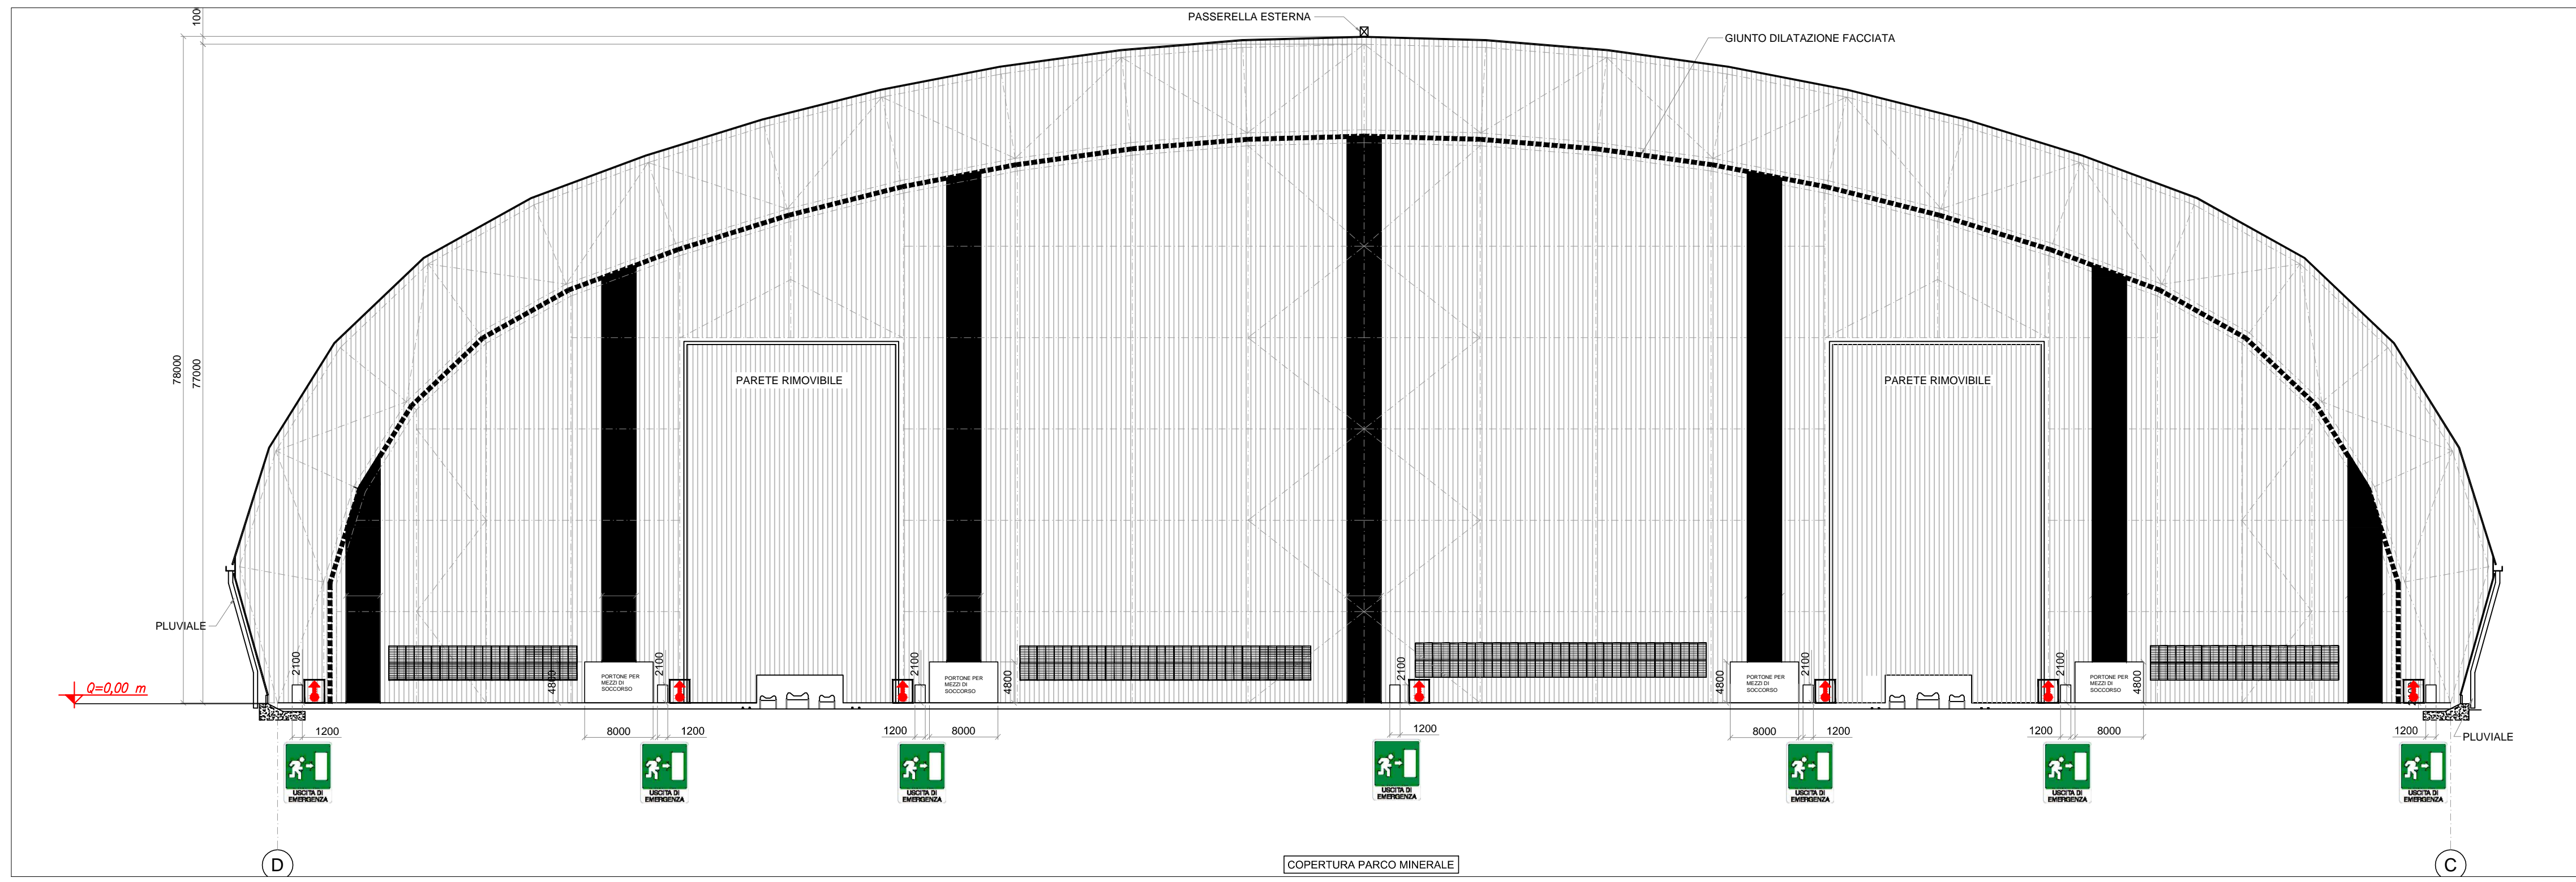 100
PASSERELLA ESTERNA
GIUNTO DILATAZIONE FACCIATA
78000
77000
PARETE RIMOVIBILE
PARETE RIMOVIBILE
PLUVIALE
Q=0,00 m
2100
4800
PORTONE PER
MEZZI DI
SOCCORSO
2100
2100
PORTONE PER
MEZZI DI
SOCCORSO
4800
2100
4800
PORTONE PER
MEZZI DI
SOCCORSO
2100
2100
PORTONE PER
MEZZI DI
SOCCORSO
4800
1200
8000
1200
1200
8000
1200
8000
1200
1200
8000
1200
PLUVIALE
USCITA DI
EMERGENZA
USCITA DI
EMERGENZA
USCITA DI
EMERGENZA
USCITA DI
EMERGENZA
USCITA DI
EMERGENZA
USCITA DI
EMERGENZA
USCITA DI
EMERGENZA
D
COPERTURA PARCO MINERALE
C